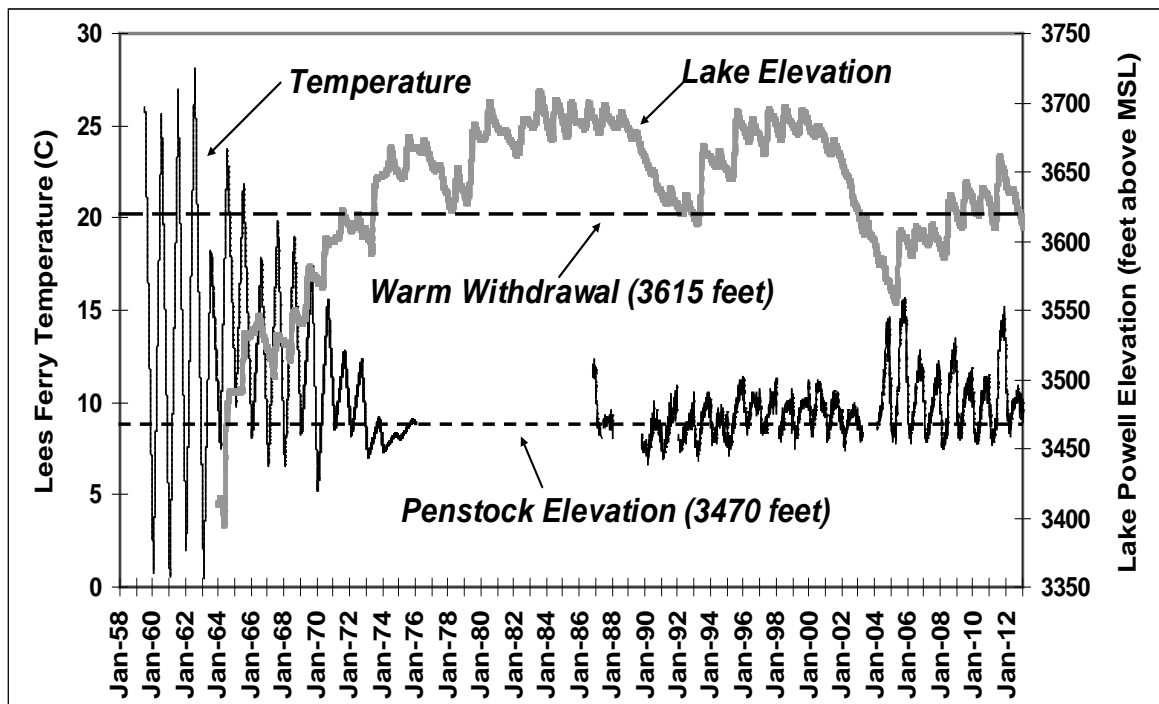 30
25
20
15
10
5
0
Lees Ferry Temperature (C)
3750
3700
3650
3600
3550
3500
3450
3400
3350
Lake Powell Elevation (feet above MSL)
Temperature
Lake Elevation
Warm Withdrawal (3615 feet)
Penstock Elevation (3470 feet)
Jan-58
Jan-60
Jan-62
Jan-64
Jan-66
Jan-68
Jan-70
Jan-72
Jan-74
Jan-76
Jan-78
Jan-80
Jan-82
Jan-84
Jan-86
Jan-88
Jan-90
Jan-92
Jan-94
Jan-96
Jan-98
Jan-00
Jan-02
Jan-04
Jan-06
Jan-08
Jan-10
Jan-12